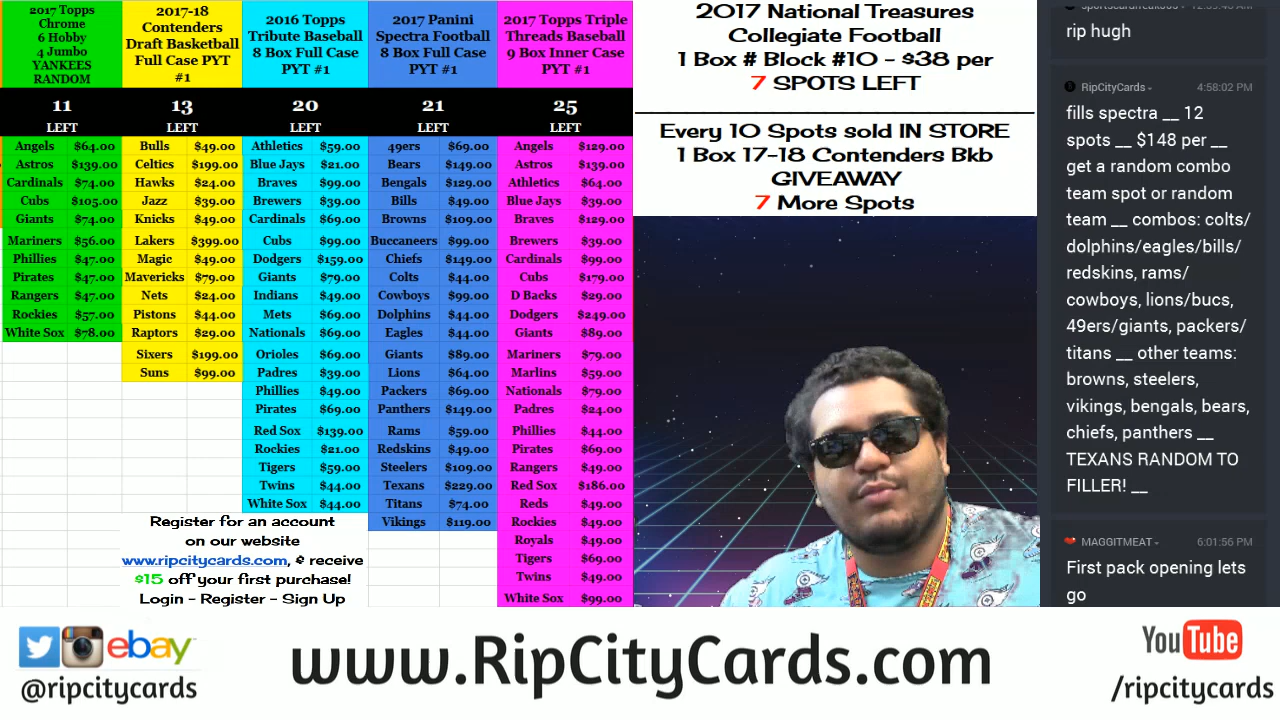 2017 Topps
Chrome
6 Hobby
4 Jumbo
YANKEES
RANDOM
11
LEFT
Angels $64.00
Astros $139.00
Cardinals $74.00
Cubs $105.00
Giants $74.00
Mariners $56.00
Phillies $47.00
Pirates $47.00
Rangers $47.00
Rockies $57.00
White Sox $78.00
2017-18
Contenders
Draft Basketball
Full Case PYT
#1
13
LEFT
Bulls $49.00
Celtics $199.00
Hawks $24.00
Jazz $39.00
Knicks $49.00
Lakers $399.00
Magic $49.00
Mavericks $79.00
Nets $24.00
Pistons $44.00
Raptors $29.00
Sixers $199.00
Suns $99.00
2016 Topps
Tribute Baseball
8 Box Full Case
PYT #1
20
LEFT
Athletics $59.00
Blue Jays $21.00
Braves $99.00
Brewers $39.00
Cardinals $69.00
Cubs $99.00
Dodgers $159.00
Giants $79.00
Indians $49.00
Mets $69.00
Nationals $69.00
Orioles $69.00
Padres $39.00
Phillies $49.00
Pirates $69.00
Red Sox $139.00
Rockies $21.00
Tigers $59.00
Twins $44.00
White Sox $44.00
2017 Panini
Spectra Football
8 Box Full Case
PYT #1
21
LEFT
49ers $69.00
Bears $149.00
Bengals $129.00
Bills $49.00
Browns $109.00
Buccaneers $99.00
Chiefs $149.00
Colts $44.00
Cowboys $99.00
Dolphins $44.00
Eagles $44.00
Giants $89.00
Lions $64.00
Packers $69.00
Panthers $149.00
Rams $59.00
Redskins $49.00
Steelers $109.00
Texans $229.00
Titans $74.00
Vikings $119.00
2017 Topps Triple
Threads Baseball
9 Box Inner Case
PYT #1
25
LEFT
Angels $129.00
Astros $139.00
Athletics $64.00
Blue Jays $39.00
Braves $129.00
Brewers $39.00
Cardinals $99.00
Cubs $179.00
D Backs $29.00
Dodgers $249.00
Giants $89.00
Mariners $79.00
Marlins $59.00
Nationals $79.00
Padres $24.00
Phillies $44.00
Pirates $69.00
Rangers $49.00
Red Sox $186.00
Reds $49.00
Rockies $49.00
Royals $49.00
Tigers $69.00
Twins $49.00
White Sox $99.00
Register for an account
on our website
www.ripcitycards.com, & receive
$15 off your first purchase!
Login - Register - Sign Up
2017 National Treasures
Collegiate Football
1 Box # Block #10 - $38 per
7 SPOTS LEFT
Every 10 Spots sold IN STORE
1 Box 17-18 Contenders Bkb
GIVEAWAY
7 More Spots
rip hugh
RipCityCards 4:58:02 PM
fills spectra __ 12
spots __ $148 per __
get a random combo
team spot or random
team __ combos: colts/
dolphins/eagles/bills/
redskins, rams/
cowboys, lions/bucs,
49ers/giants, packers/
titans __ other teams:
browns, steelers,
vikings, bengals, bears,
chiefs, panthers __
TEXANS RANDOM TO
FILLER! __
MAGGITMEAT 6:01:56 PM
First pack opening lets
go
ebay
@ripcitycards
www.RipCityCards.com
YouTube
/ripcitycards